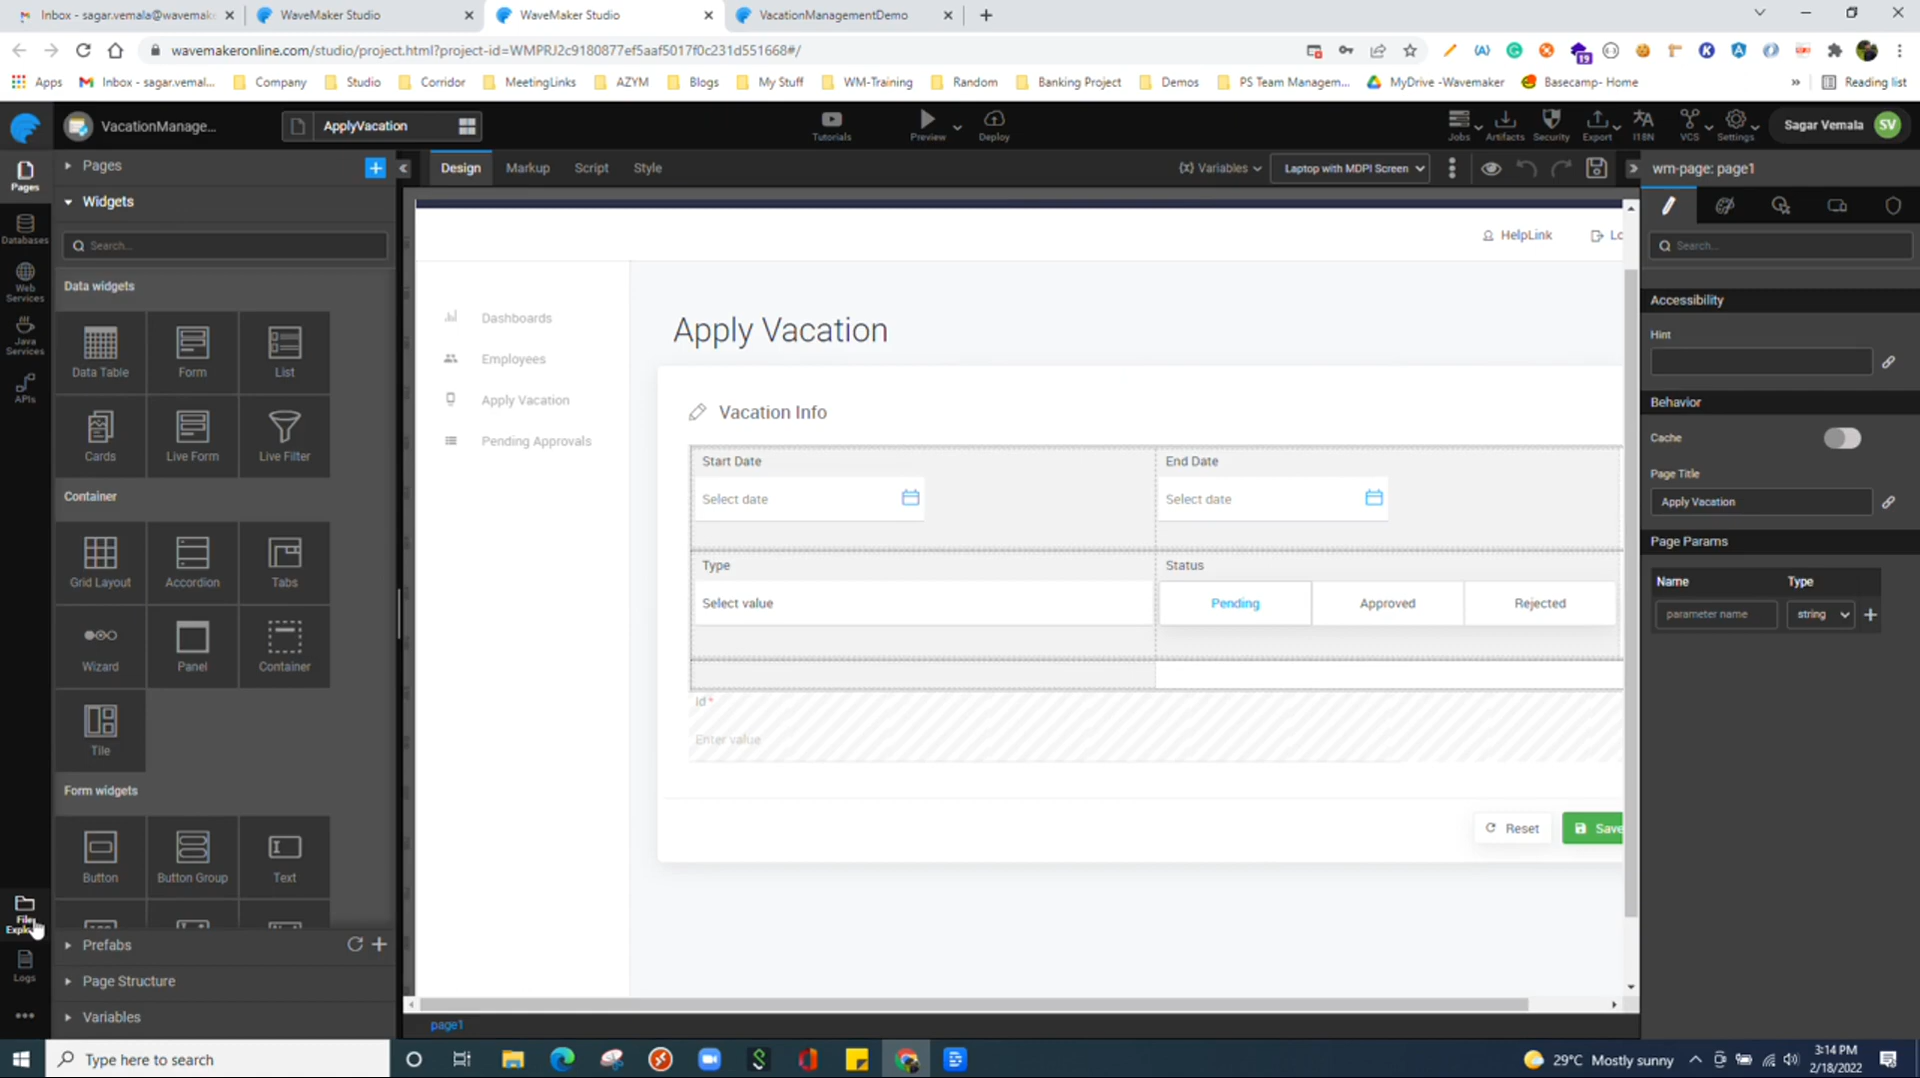 Inbox - sagar.vemala@wavemake
WaveMaker Studio
WaveMaker Studio
VacationManagementDemo
wavemakeronline.com/studio/project.html?project-id=WMPRJ2c9180877ef5aaf5017f0c231d551668#/
19
Apps
Inbox - sagar.vemal...
Company
Studio
Corridor
MeetingLinks
AZYM
Blogs
My Stuff
WM-Training
Random
Banking Project
Demos
PS Team Managem...
MyDrive -Wavemaker
Basecamp- Home
»
Reading list
VacationManage...
ApplyVacation
Tutorials
Preview
Deploy
Jobs
Artifacts
Security
Export
I18N
VCS
Settings
Sagar Vemala
SV
Pages
Databases
Web Services
Java Services
APIs
File
Logs
Pages
Widgets
Search...
Data widgets
Data Table
Form
List
Cards
Live Form
Live Filter
Container
Grid Layout
Accordion
Tabs
Wizard
Panel
Container
Tile
Form widgets
Button
Button Group
Text
Prefabs
Page Structure
Variables
Design
Markup
Script
Style
(x) Variables
Laptop with MDPI Screen
HelpLink
Lo
Dashboards
Employees
Apply Vacation
Pending Approvals
Apply Vacation
Vacation Info
Start Date
End Date
Select date
Select date
Type
Status
Select value
Pending
Approved
Rejected
Id *
Enter value
Reset
Save
page1
wm-page: page1
Search...
Accessibility
Hint
Behavior
Cache
Page Title
Apply Vacation
Page Params
Name
Type
parameter name
string
Type here to search
29°C Mostly sunny
3:14 PM
2/18/2022